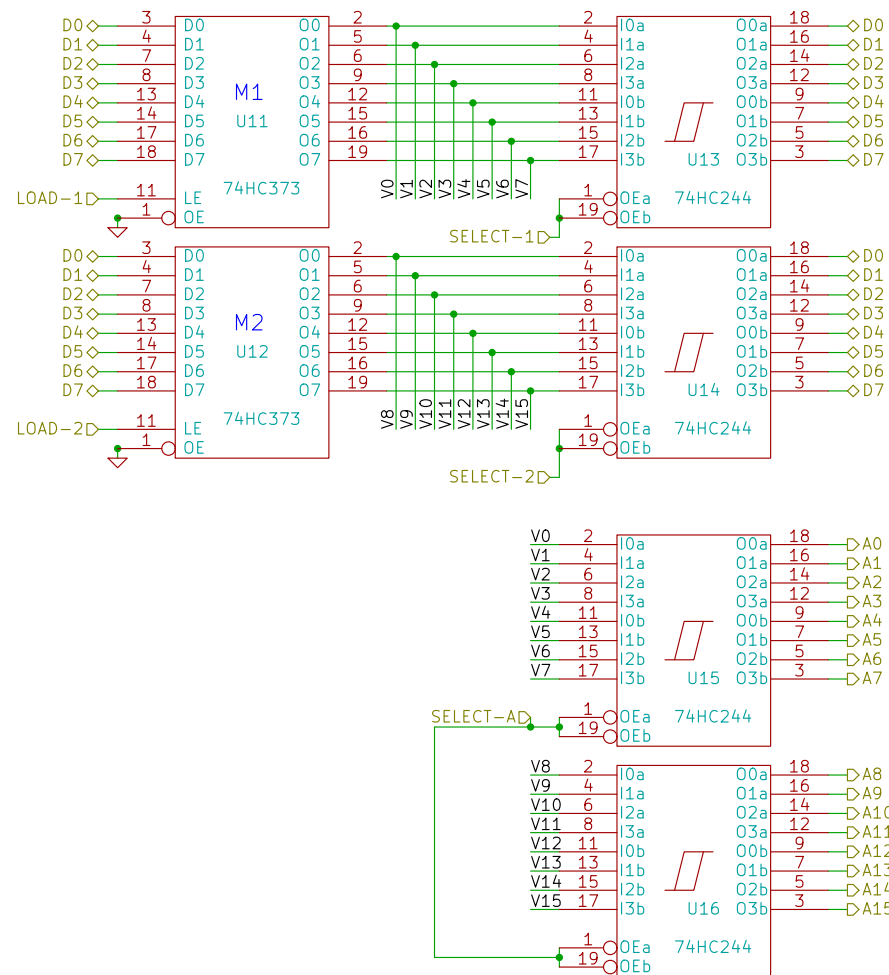 D0 3 D0 O0 2 2 I0a O0a 18 D0
D1 4 D1 O1 5 4 I1a O1a 16 D1
D2 7 D2 O2 6 6 I2a O2a 14 D2
D3 8 D3 O3 9 8 I3a O3a 12 D3
D4 13 D4 M1 O4 12 11 I0b O0b 9 D4
D5 14 D5 U11 O5 15 13 I1b O1b 7 D5
D6 17 D6 O6 16 15 I2b O2b 5 D6
D7 18 D7 O7 19 17 I3b U13 O3b 3 D7
V0 V1 V2 V3 V4 V5 V6 V7
LOAD-1 11 LE 74HC373 1 OEa 74HC244
1 OE 19 OEb
SELECT-1
D0 3 D0 O0 2 2 I0a O0a 18 D0
D1 4 D1 O1 5 4 I1a O1a 16 D1
D2 7 D2 O2 6 6 I2a O2a 14 D2
D3 8 D3 O3 9 8 I3a O3a 12 D3
D4 13 D4 M2 O4 12 11 I0b O0b 9 D4
D5 14 D5 U12 O5 15 13 I1b O1b 7 D5
D6 17 D6 O6 16 15 I2b O2b 5 D6
D7 18 D7 O7 19 17 I3b U14 O3b 3 D7
V8 V9 V10 V11 V12 V13 V14 V15
LOAD-2 11 LE 74HC373 1 OEa 74HC244
1 OE 19 OEb
SELECT-2
V0 2 I0a O0a 18 A0
V1 4 I1a O1a 16 A1
V2 6 I2a O2a 14 A2
V3 8 I3a O3a 12 A3
V4 11 I0b O0b 9 A4
V5 13 I1b O1b 7 A5
V6 15 I2b O2b 5 A6
V7 17 I3b U15 O3b 3 A7
SELECT-A 1 OEa 74HC244
19 OEb
V8 2 I0a O0a 18 A8
V9 4 I1a O1a 16 A9
V10 6 I2a O2a 14 A10
V11 8 I3a O3a 12 A11
V12 11 I0b O0b 9 A12
V13 13 I1b O1b 7 A13
V14 15 I2b O2b 5 A14
V15 17 I3b U16 O3b 3 A15
1 OEa 74HC244
19 OEb